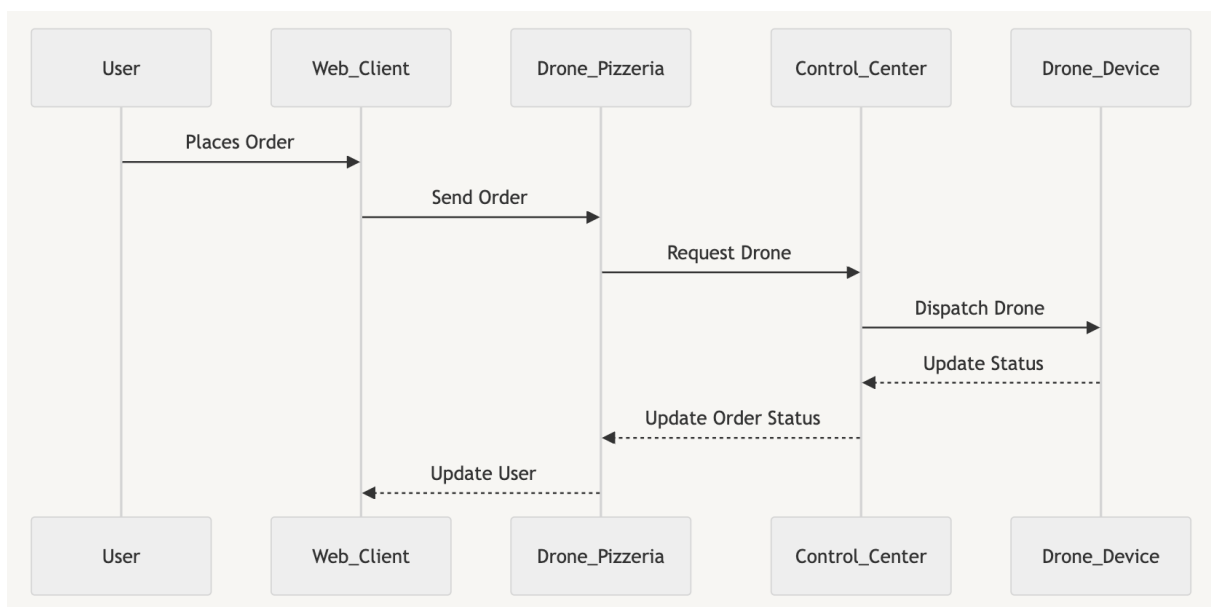 User Web_Client Drone_Pizzeria Control_Center Drone_Device
Places Order
Send Order
Request Drone
Dispatch Drone
Update Status
Update Order Status
Update User
User Web_Client Drone_Pizzeria Control_Center Drone_Device